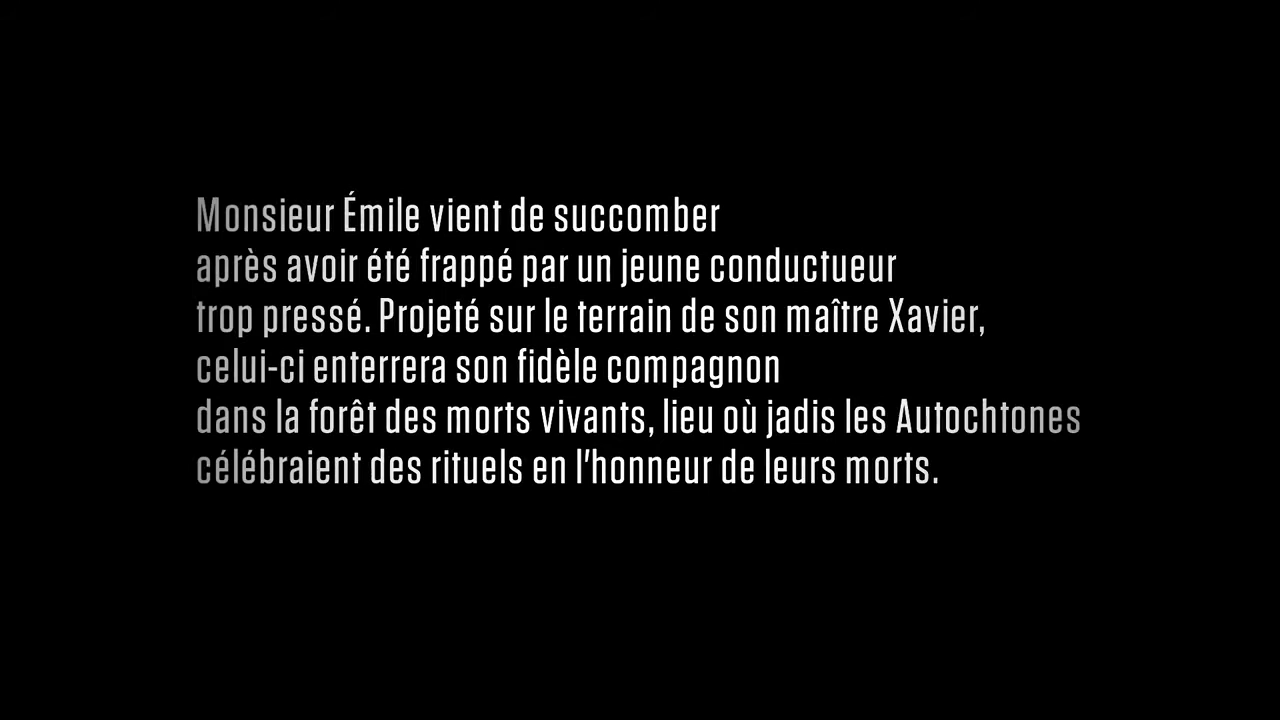 Monsieur Émile vient de succomber
après avoir été frappé par un jeune conductueur
trop pressé. Projeté sur le terrain de son maître Xavier,
celui-ci enterrera son fidèle compagnon
dans la forêt des morts vivants, lieu où jadis les Autochtones
célébraient des rituels en l'honneur de leurs morts.